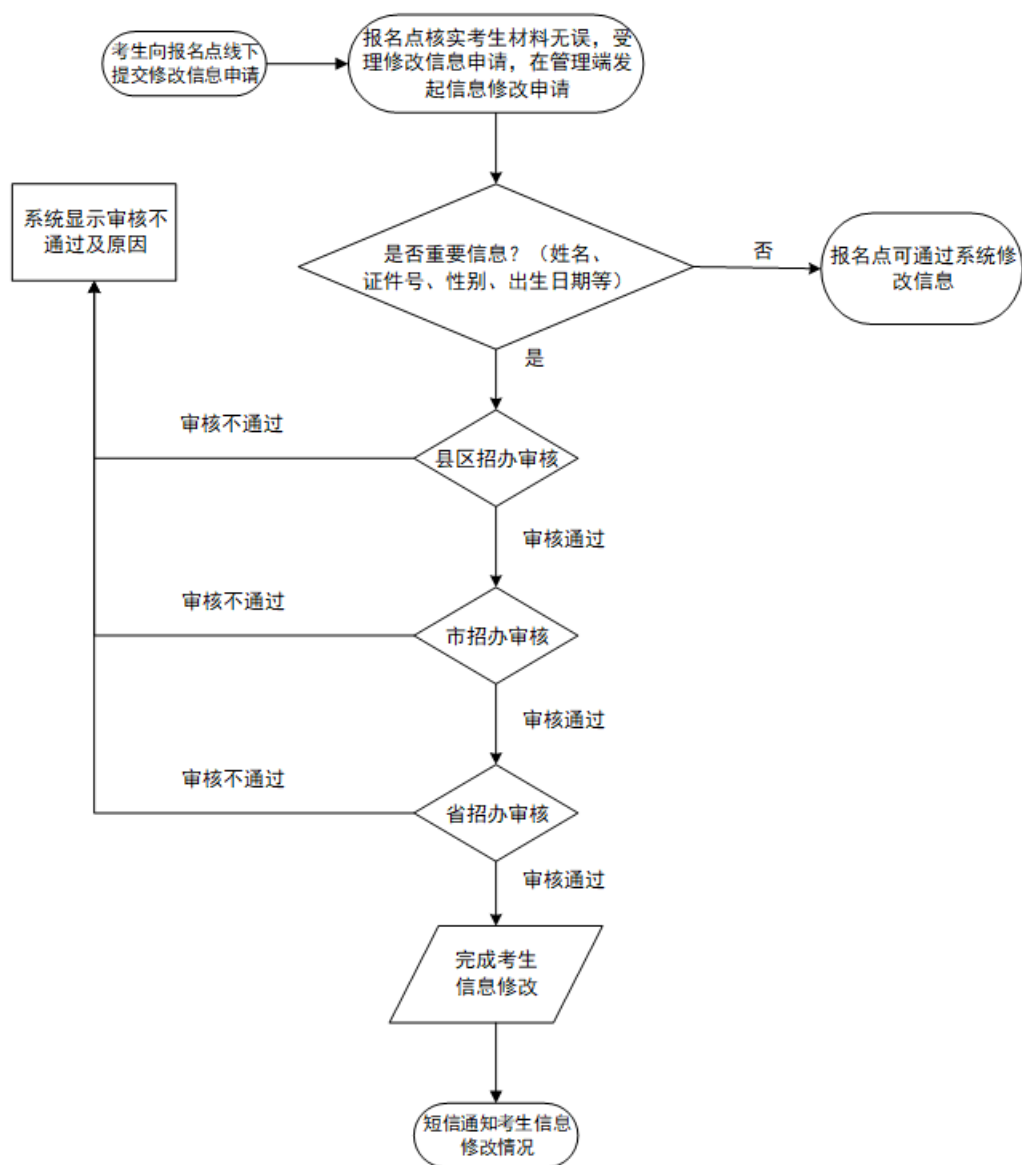 考生向报名点线下
提交修改信息申请
报名点核实考生材料无误，受
理修改信息申请，在管理端发
起信息修改申请
系统显示审核不
通过及原因
是否重要信息？（姓名、
证件号、性别、出生日期等）
否
报名点可通过系统修
改信息
是
审核不通过
县区招办审核
审核通过
审核不通过
市招办审核
审核通过
审核不通过
省招办审核
审核通过
完成考生
信息修改
短信通知考生信息
修改情况